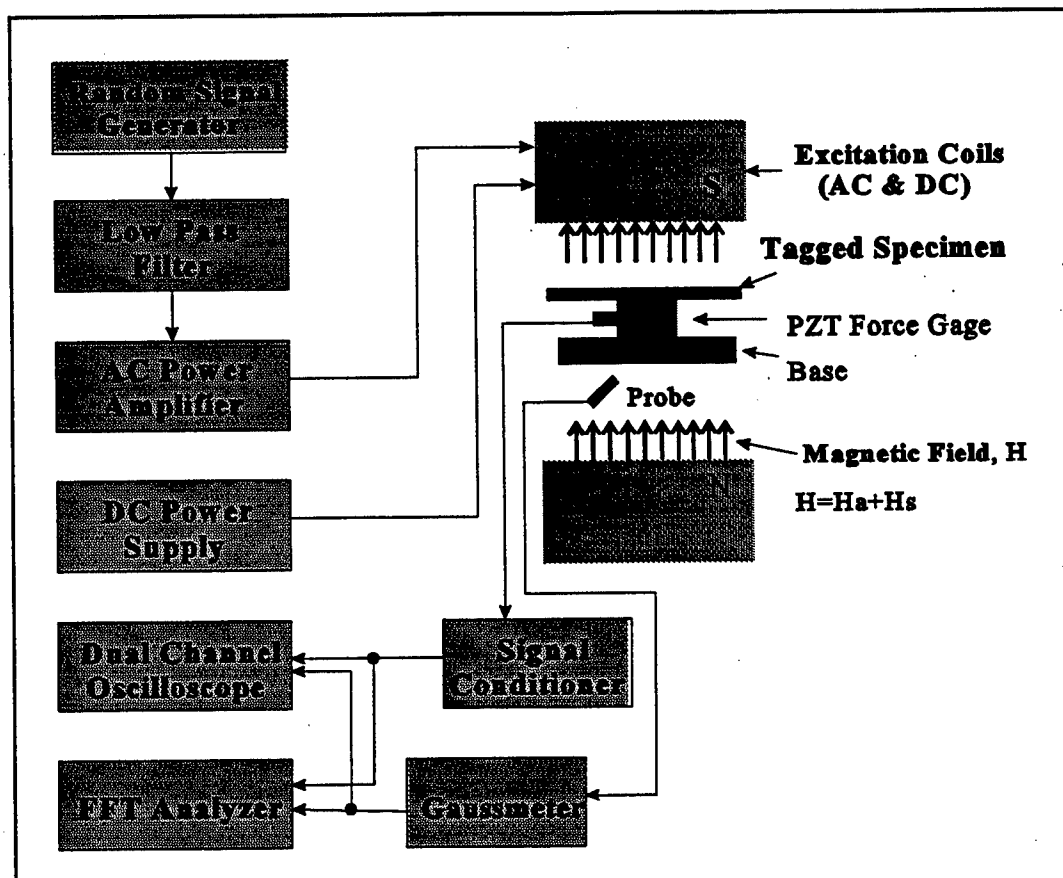 Random Signal
Generator
Low Pass
Filter
AC Power
Amplifier
DC Power
Supply
Dual Channel
Oscilloscope
FFT Analyzer
S
Excitation Coils
(AC & DC)
Tagged Specimen
PZT Force Gage
Base
Probe
Magnetic Field, H
H=Ha+Hs
N
Signal
Conditioner
Gaussmeter